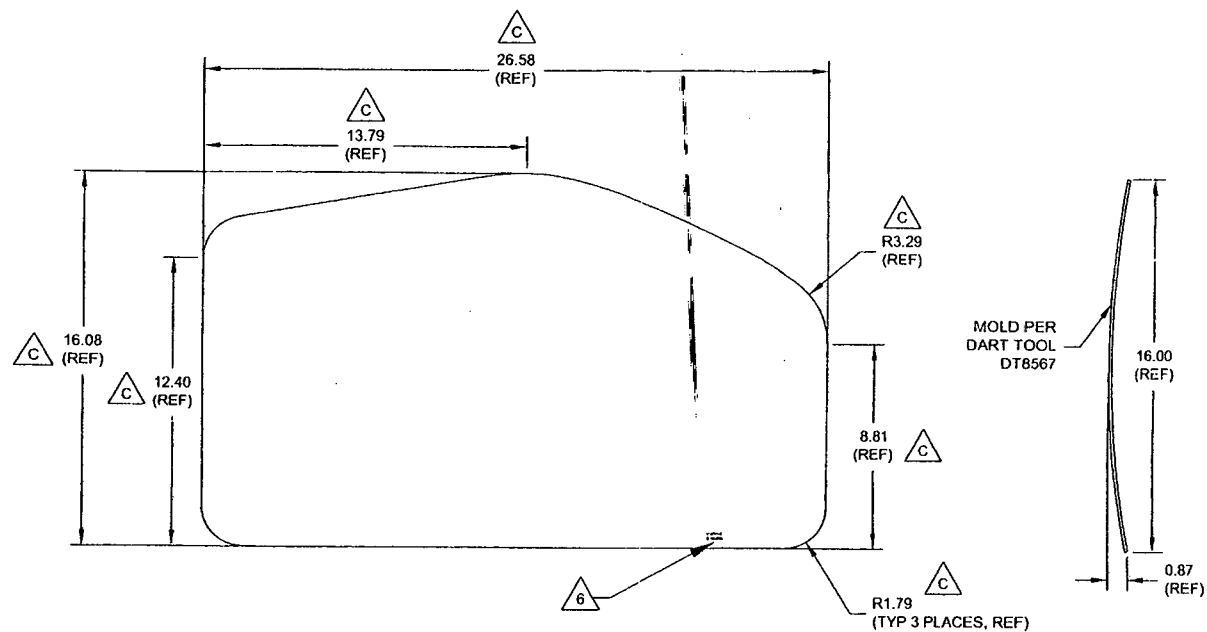 C
26.58
(REF)
C
13.79
(REF)
C
R3.29
(REF)
C
16.08
(REF)
C
12.40
(REF)
MOLD PER
DART TOOL
DT8567
16.00
(REF)
8.81
(REF)
C
6
C
R1.79
(TYP 3 PLACES, REF)
0.87
(REF)